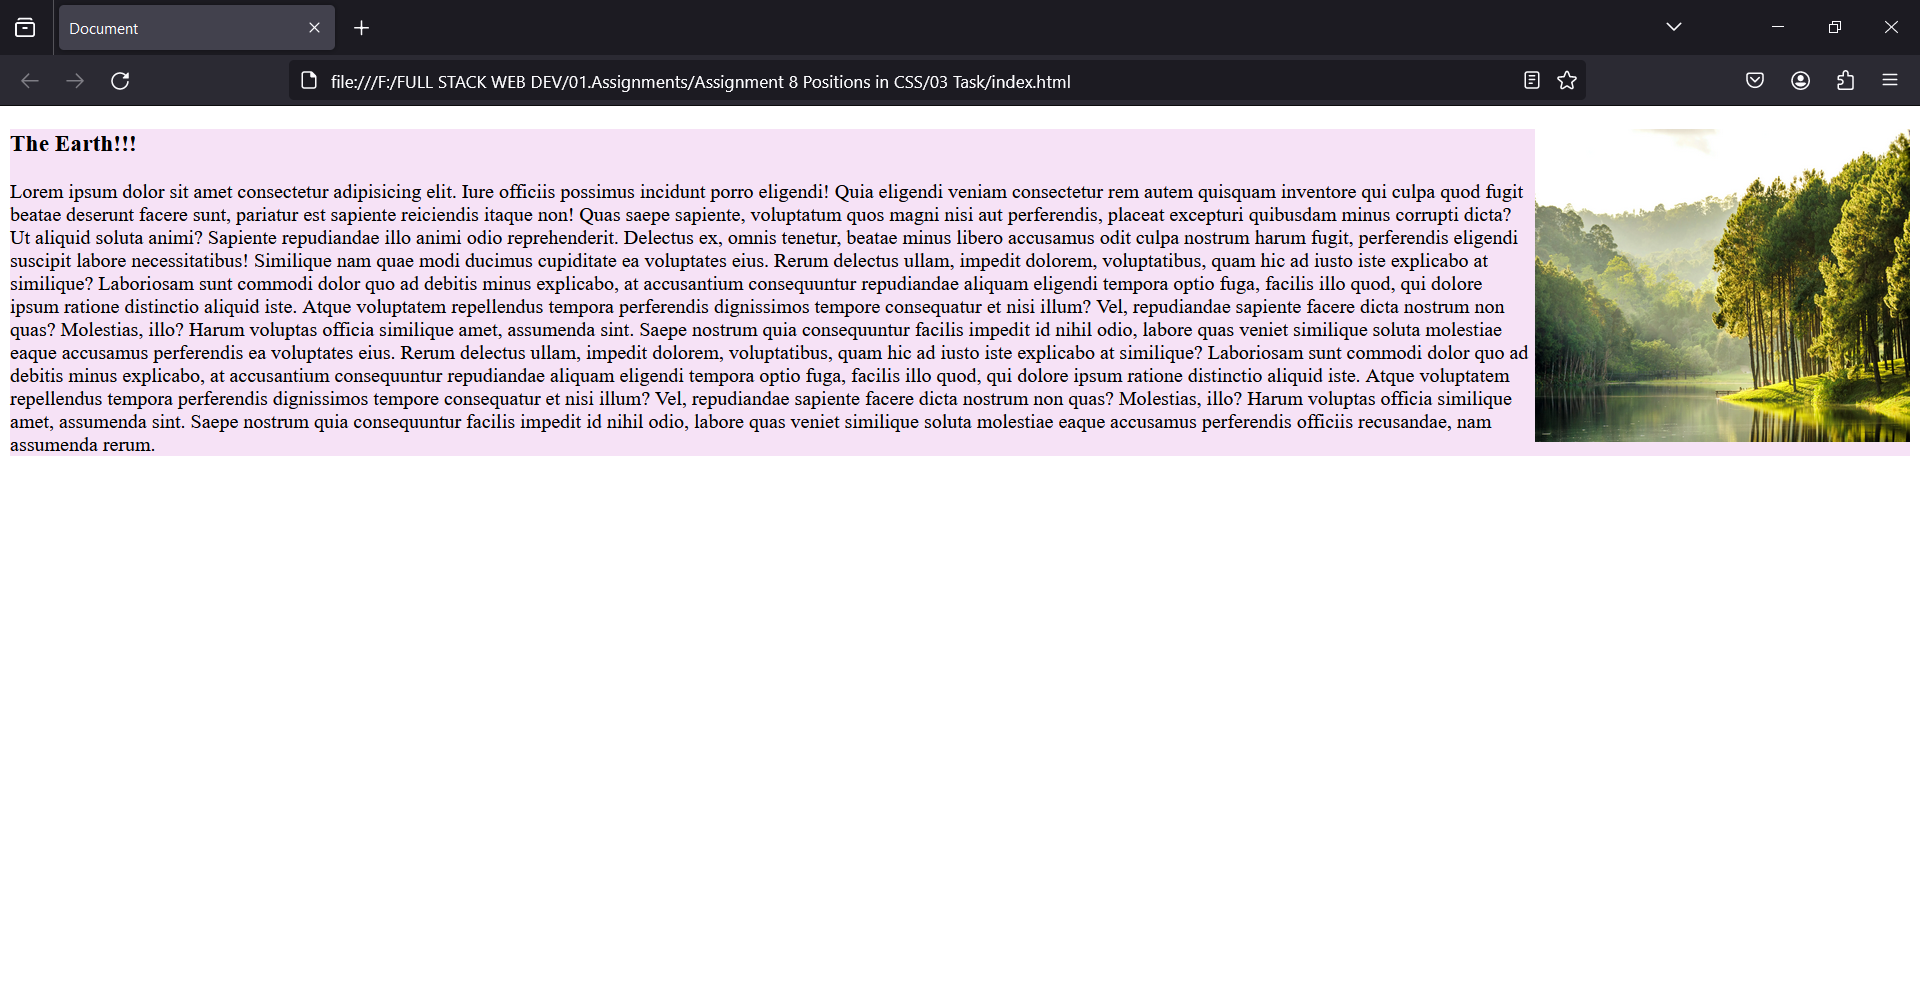 Document
file:///F:/FULL STACK WEB DEV/01.Assignments/Assignment 8 Positions in CSS/03 Task/index.html
The Earth!!!
Lorem ipsum dolor sit amet consectetur adipisicing elit. Iure officiis possimus incidunt porro eligendi! Quia eligendi veniam consectetur rem autem quisquam inventore qui culpa quod fugit
beatae deserunt facere sunt, pariatur est sapiente reiciendis itaque non! Quas saepe sapiente, voluptatum quos magni nisi aut perferendis, placeat excepturi quibusdam minus corrupti dicta?
Ut aliquid soluta animi? Sapiente repudiandae illo animi odio reprehenderit. Delectus ex, omnis tenetur, beatae minus libero accusamus odit culpa nostrum harum fugit, perferendis eligendi
suscipit labore necessitatibus! Similique nam quae modi ducimus cupiditate ea voluptates eius. Rerum delectus ullam, impedit dolorem, voluptatibus, quam hic ad iusto iste explicabo at
similique? Laboriosam sunt commodi dolor quo ad debitis minus explicabo, at accusantium consequuntur repudiandae aliquam eligendi tempora optio fuga, facilis illo quod, qui dolore
ipsum ratione distinctio aliquid iste. Atque voluptatem repellendus tempora perferendis dignissimos tempore consequatur et nisi illum? Vel, repudiandae sapiente facere dicta nostrum non
quas? Molestias, illo? Harum voluptas officia similique amet, assumenda sint. Saepe nostrum quia consequuntur facilis impedit id nihil odio, labore quas veniet similique soluta molestiae
eaque accusamus perferendis ea voluptates eius. Rerum delectus ullam, impedit dolorem, voluptatibus, quam hic ad iusto iste explicabo at similique? Laboriosam sunt commodi dolor quo ad
debitis minus explicabo, at accusantium consequuntur repudiandae aliquam eligendi tempora optio fuga, facilis illo quod, qui dolore ipsum ratione distinctio aliquid iste. Atque voluptatem
repellendus tempora perferendis dignissimos tempore consequatur et nisi illum? Vel, repudiandae sapiente facere dicta nostrum non quas? Molestias, illo? Harum voluptas officia similique
amet, assumenda sint. Saepe nostrum quia consequuntur facilis impedit id nihil odio, labore quas veniet similique soluta molestiae eaque accusamus perferendis officiis recusandae, nam
assumenda rerum.